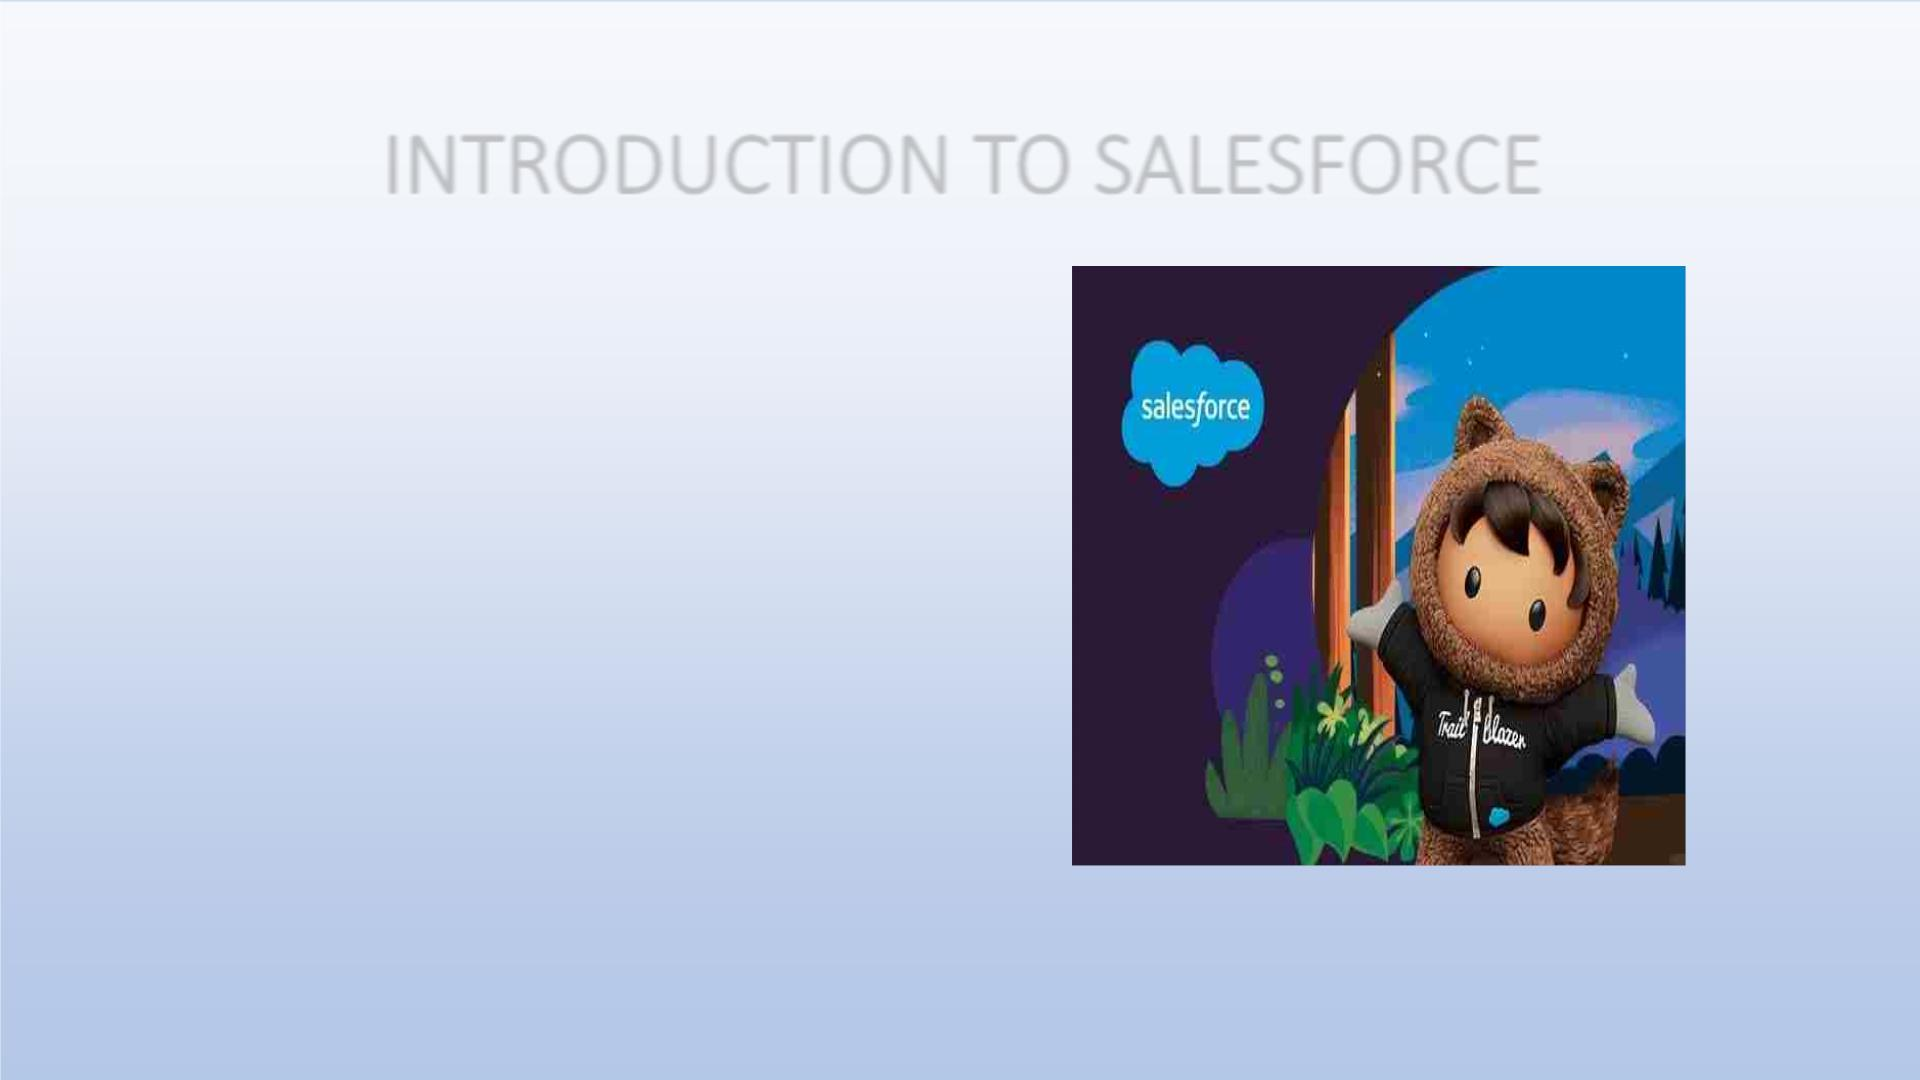 INTRODUCTION TO SALESFORCE
salesforce
Trail blazer